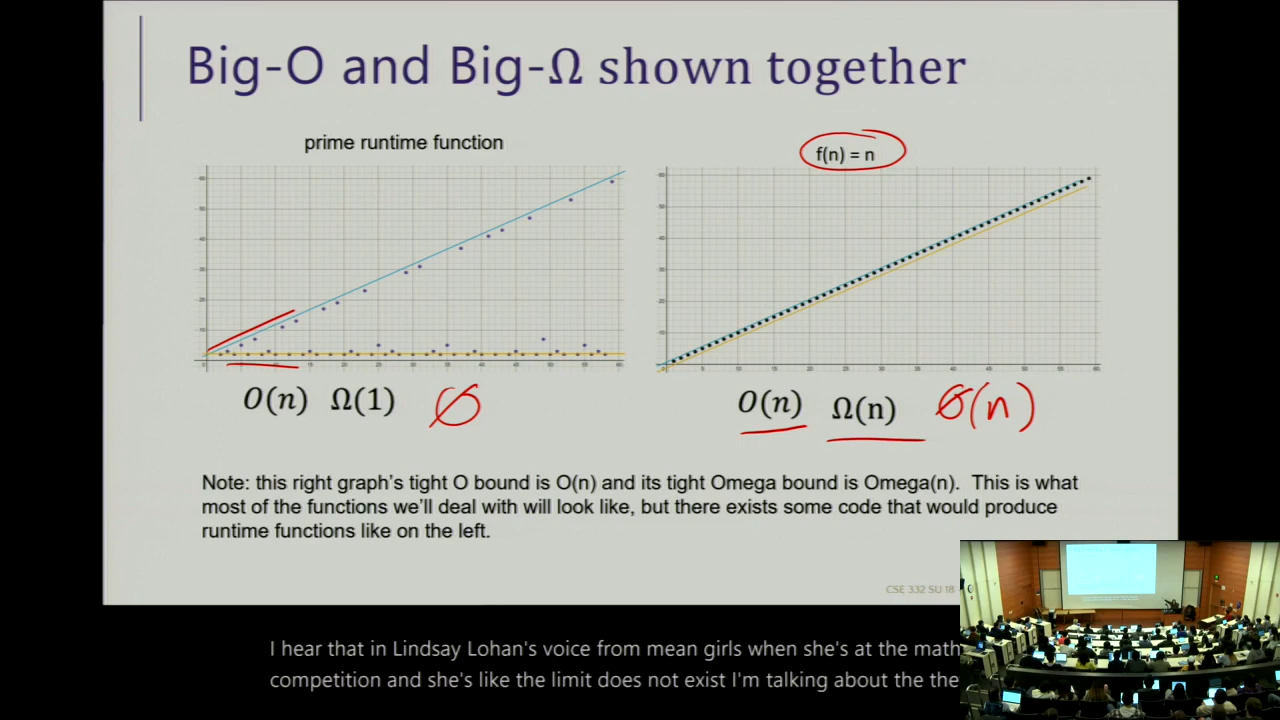 Big-O and Big-Ω shown together
prime runtime function
f(n) = n
O(n) Ω(1) ∅
O(n) Ω(n) Θ(n)
Note: this right graph's tight O bound is O(n) and its tight Omega bound is Omega(n). This is what
most of the functions we'll deal with will look like, but there exists some code that would produce
runtime functions like on the left.
CSE 332 SU 18
I hear that in Lindsay Lohan's voice from mean girls when she's at the math
competition and she's like the limit does not exist I'm talking about the the